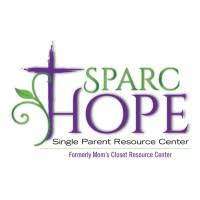 SPARC
HOPE
Single Parent Resource Center
Formerly Mom's Closet Resource Center